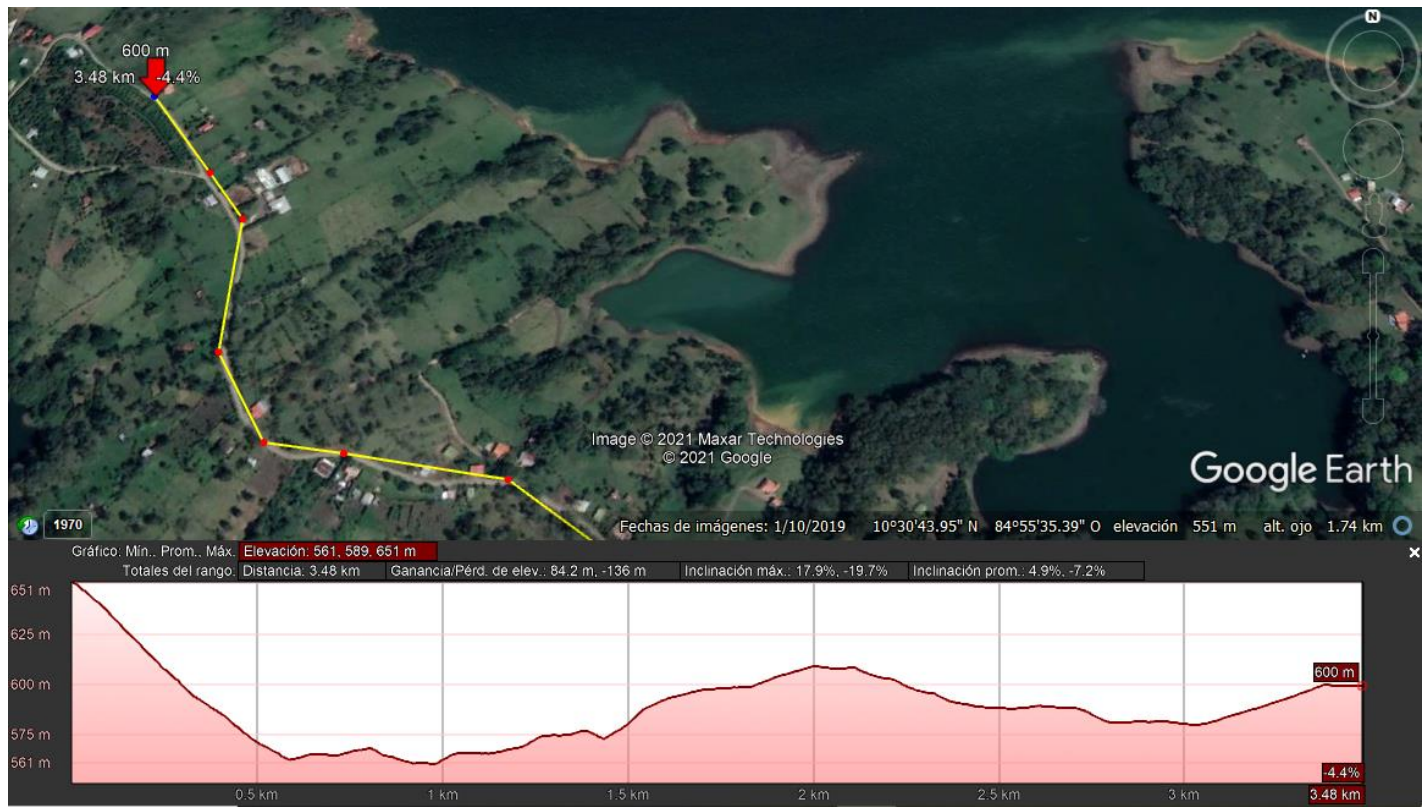 N
600 m
3.48 km -4.4%
Image © 2021 Maxar Technologies
© 2021 Google
Google Earth
1970
Fechas de imágenes: 1/10/2019 10°30'43.95" N 84°55'35.39" O elevación 551 m alt. ojo 1.74 km
Gráfico: Mín., Prom., Máx. Elevación: 561, 589, 651 m
Totales del rango: Distancia: 3.48 km Ganancia/Pérd. de elev.: 84.2 m, -136 m Inclinación máx.: 17.9%, -19.7% Inclinación prom.: 4.9%, -7.2%
651 m
625 m
600 m
600 m
575 m
561 m
-4.4%
0.5 km 1 km 1.5 km 2 km 2.5 km 3 km 3.48 km